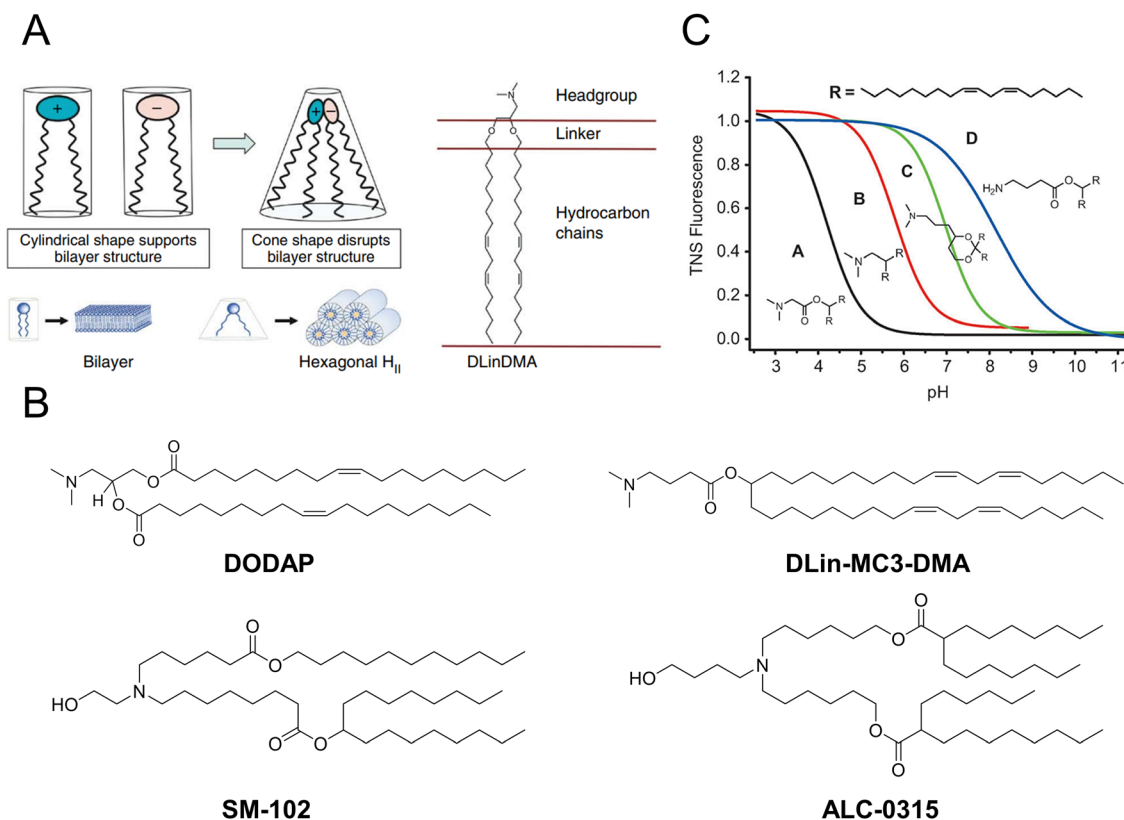 A
+
−
+
−
Cylindrical shape supports
bilayer structure
Cone shape disrupts
bilayer structure
Bilayer
Hexagonal HII
N
O
O
Headgroup
Linker
Hydrocarbon
chains
DLinDMA
C
TNS Fluorescence
1.2
1.0
0.8
0.6
0.4
0.2
0.0
3
4
5
6
7
8
9
10
11
pH
R =
A
B
C
D
N
O
O
R
R
N
R
R
N
O
O
R
R
H2N
O
O
R
R
B
N
H
O
O
O
O
DODAP
N
O
O
DLin-MC3-DMA
HO
N
O
O
O
O
SM-102
HO
N
O
O
O
O
ALC-0315